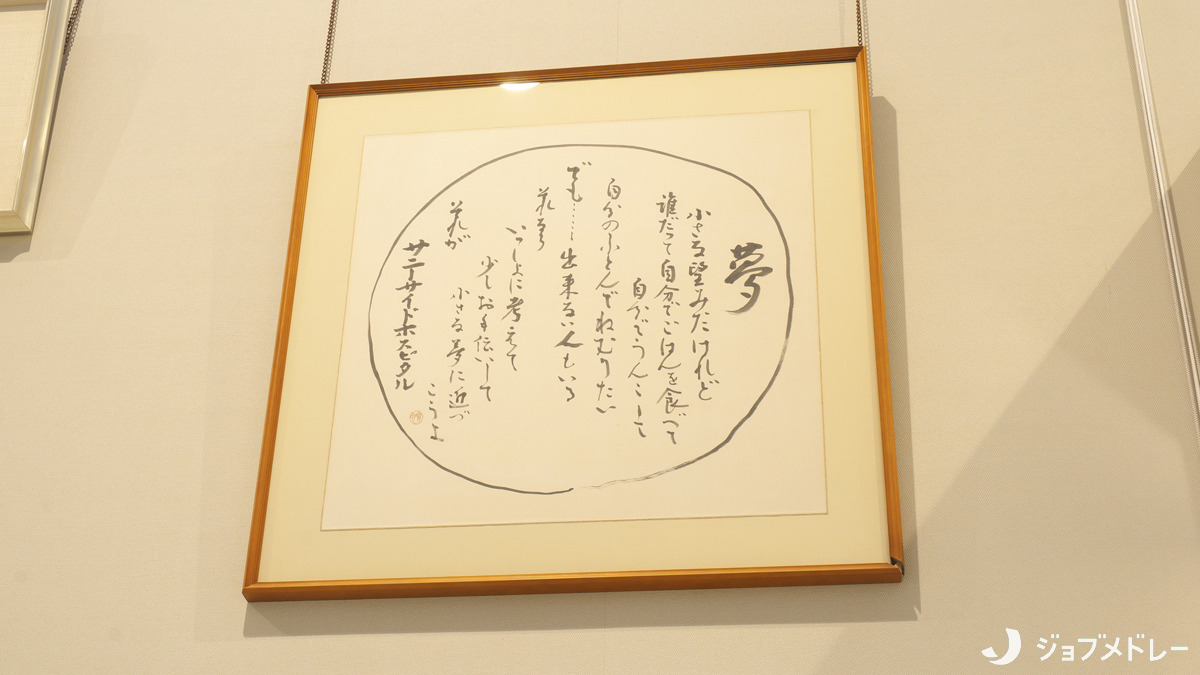 夢
小さな望みだけれど
誰だって自分でごはんを食べて
自分でうんこして
自分のふとんでねむりたい
でも……出来ない人もいる
それなら
いっしょに考えて
少しお手伝いして
小さな夢に近づ
こうよ
それが
サニーサイドホスピタル
ジョブメドレー